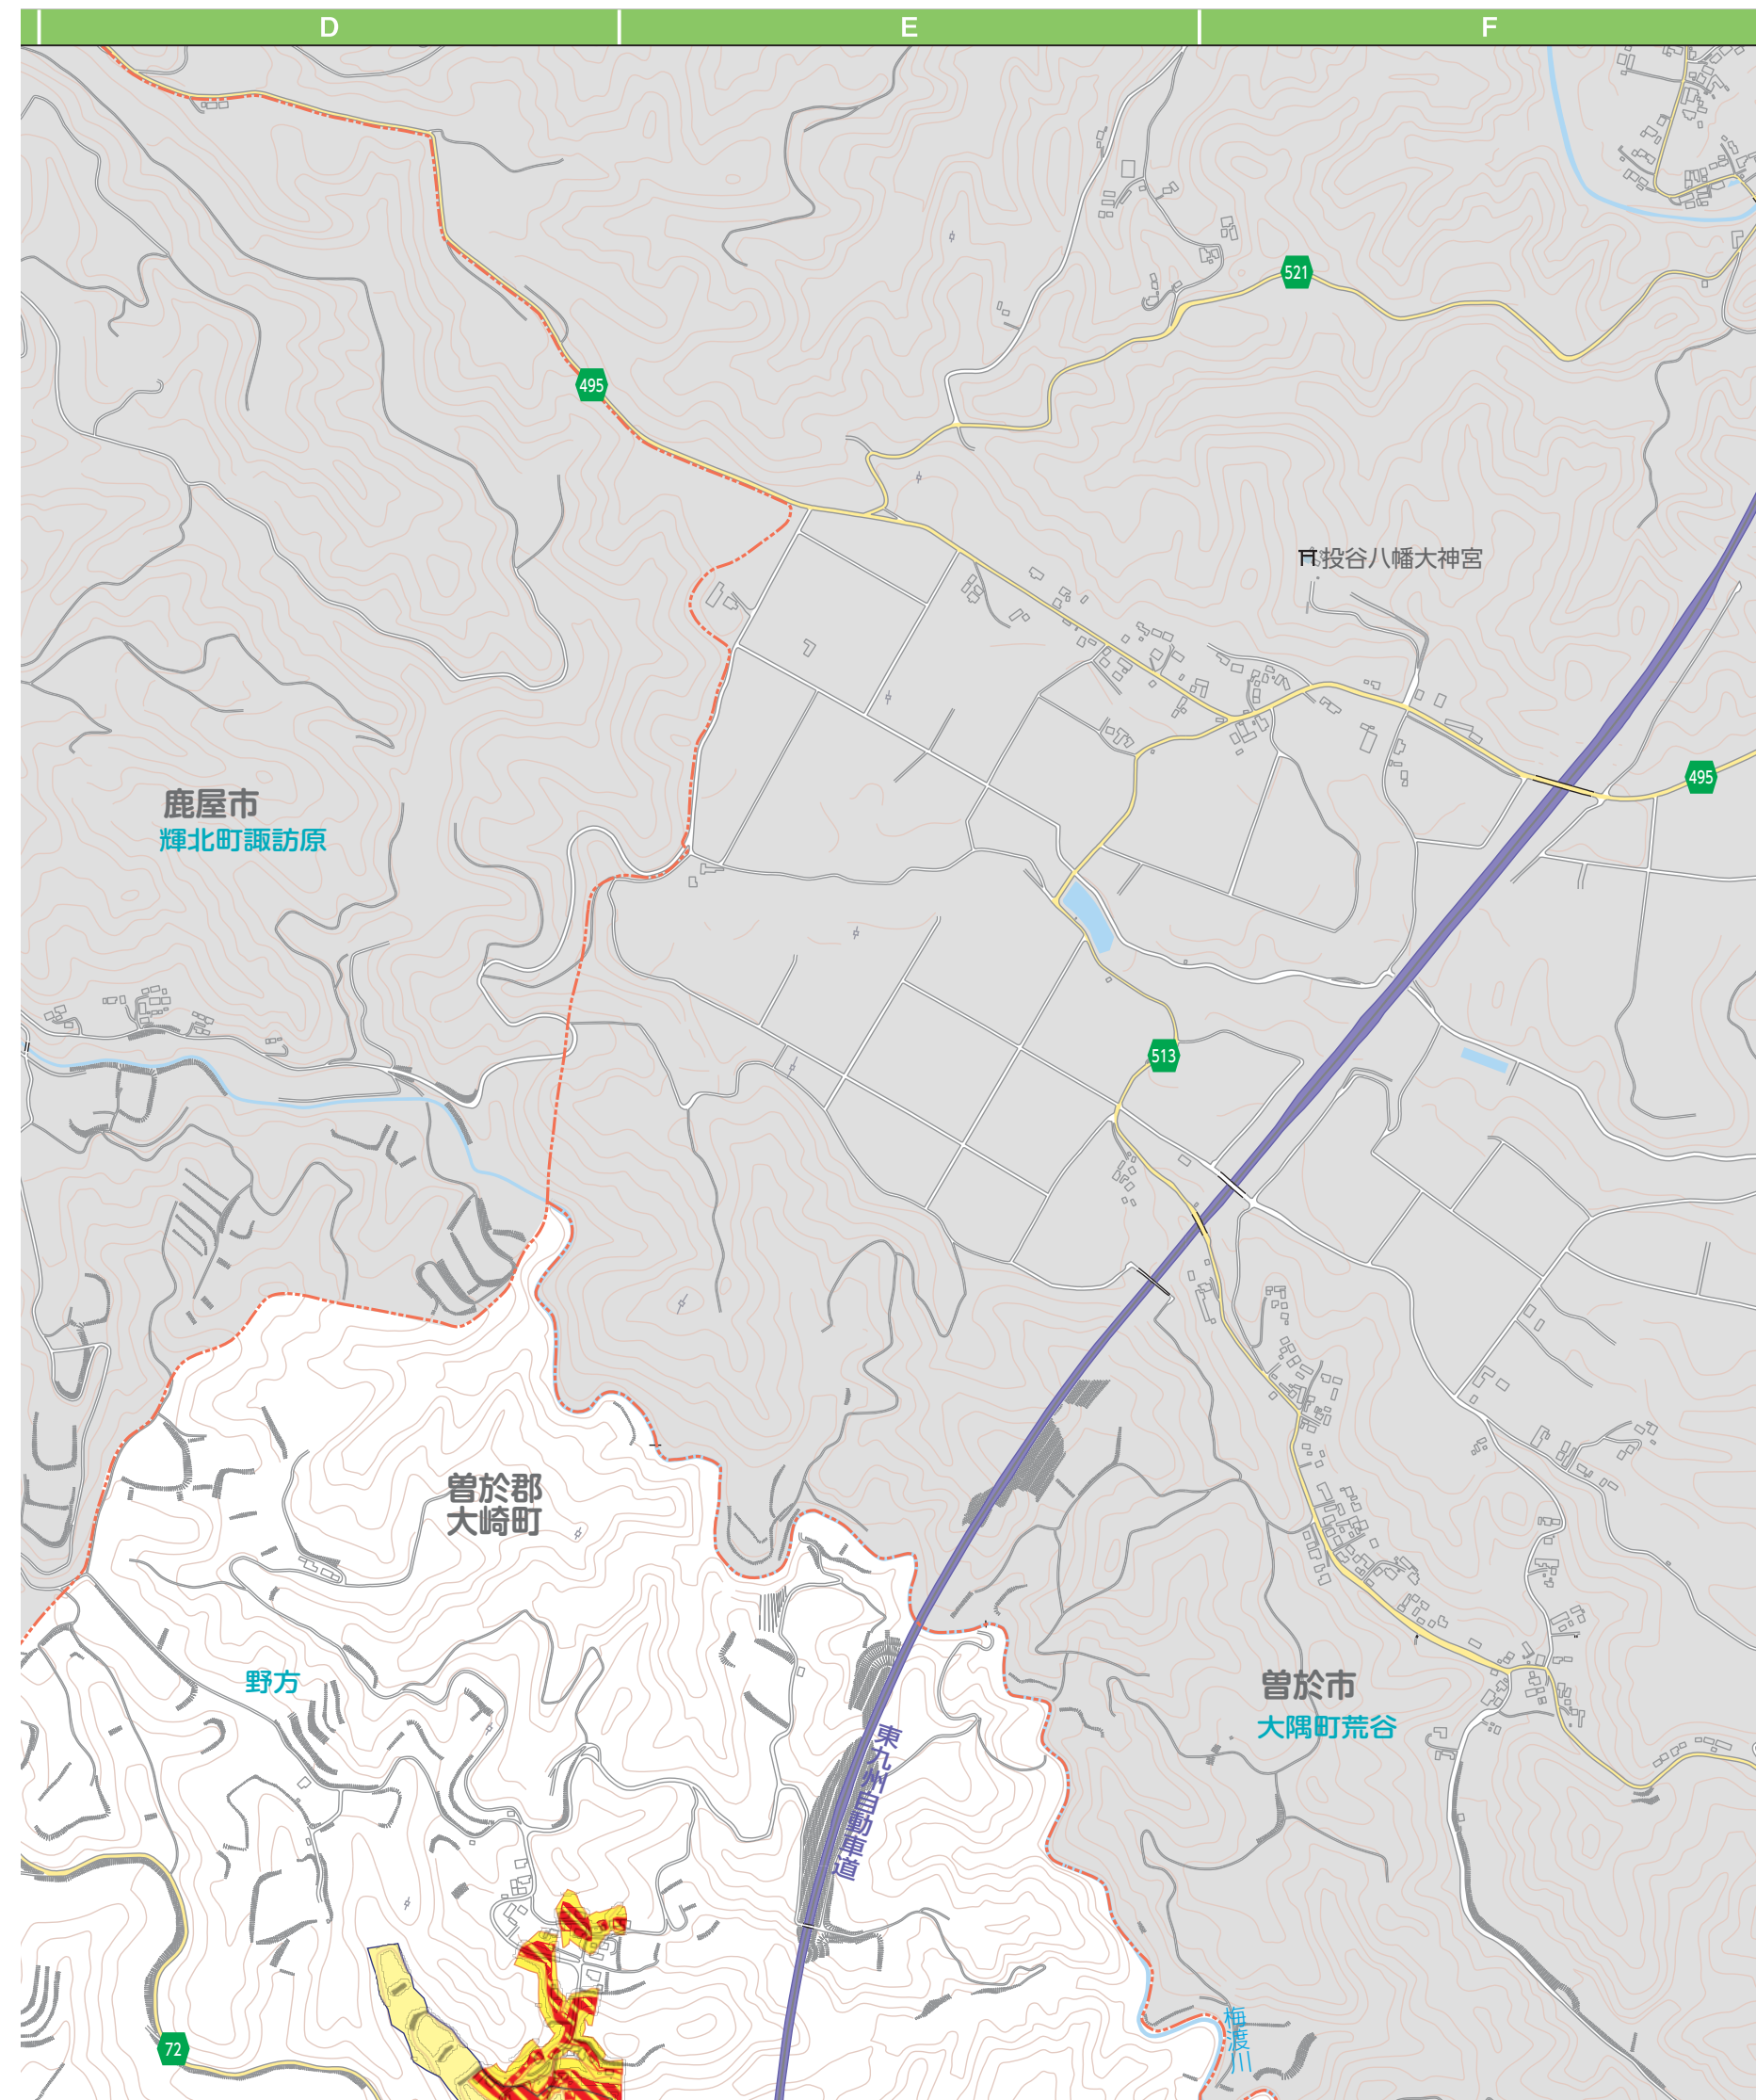 D
E
F
521
495
投谷八幡大神宮
495
鹿屋市
輝北町諏訪原
513
曽於郡
大崎町
野方
曽於市
大隅町荒谷
東九州自動車道
梅渡川
72